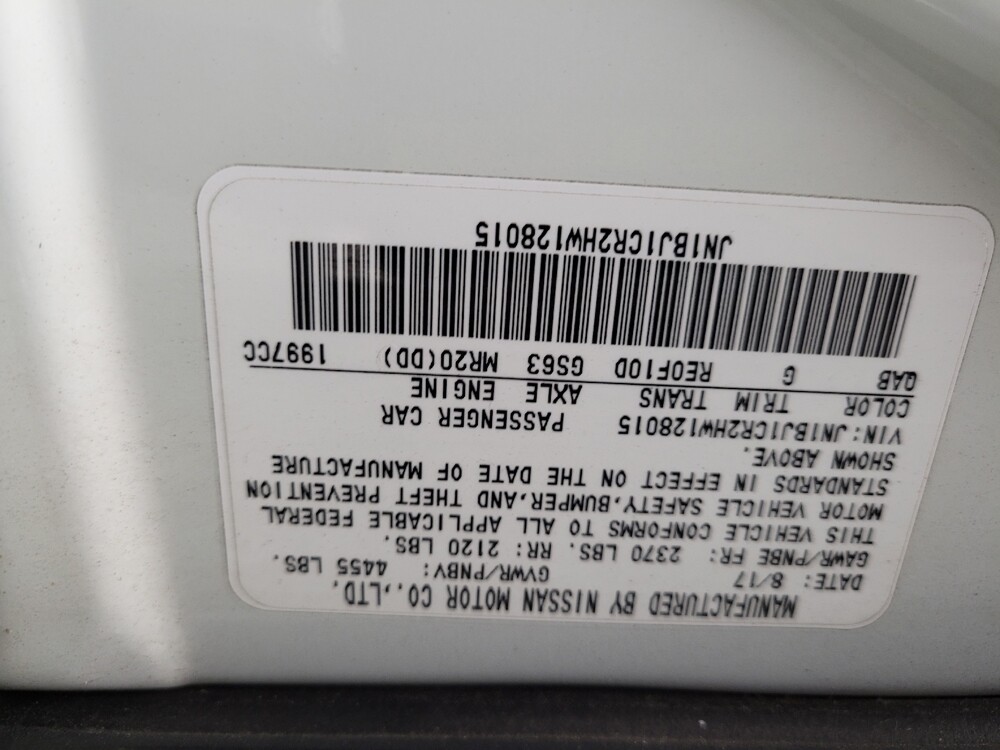 MANUFACTURED BY NISSAN MOTOR CO.,LTD.
DATE: 8/17 GVWR/PNBV: 4455 LBS.
GAWR/PNBE FR: 2370 LBS. RR: 2120 LBS.
THIS VEHICLE CONFORMS TO ALL APPLICABLE FEDERAL
MOTOR VEHICLE SAFETY,BUMPER,AND THEFT PREVENTION
STANDARDS IN EFFECT ON THE DATE OF MANUFACTURE
SHOWN ABOVE.
VIN:JN1BJ1CR2HW128015 PASSENGER CAR
COLOR TRIM TRANS AXLE ENGINE
QAB G RE0F10D GS63 MR20(DD) 1997CC
JN1BJ1CR2HW128015